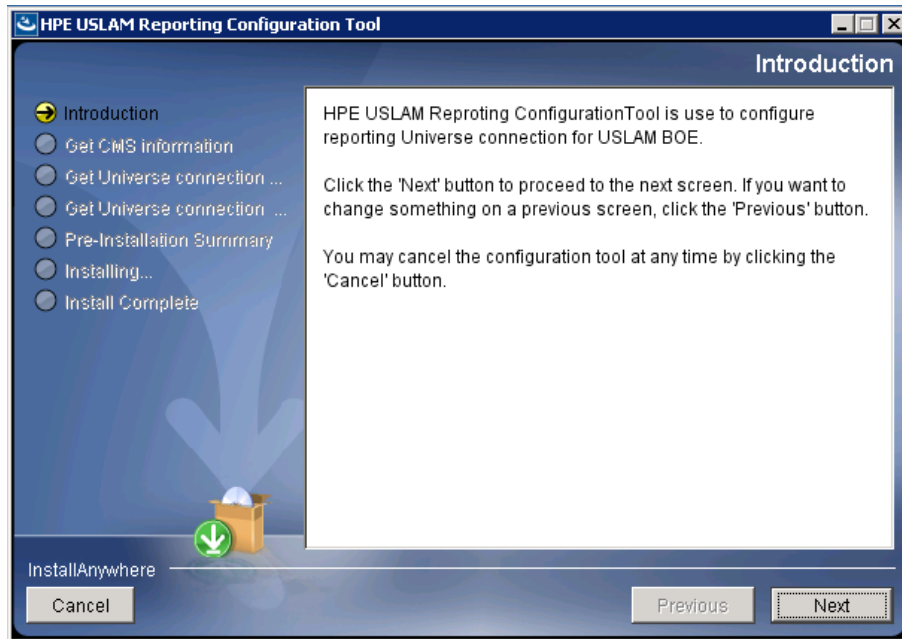 HPE USLAM Reporting Configuration Tool
Introduction
Introduction
Get CMS information
Get Universe connection ...
Get Universe connection ...
Pre-Installation Summary
Installing...
Install Complete
HPE USLAM Reproting ConfigurationTool is use to configure
reporting Universe connection for USLAM BOE.
Click the 'Next' button to proceed to the next screen. If you want to
change something on a previous screen, click the 'Previous' button.
You may cancel the configuration tool at any time by clicking the
'Cancel' button.
InstallAnywhere
Cancel
Previous
Next